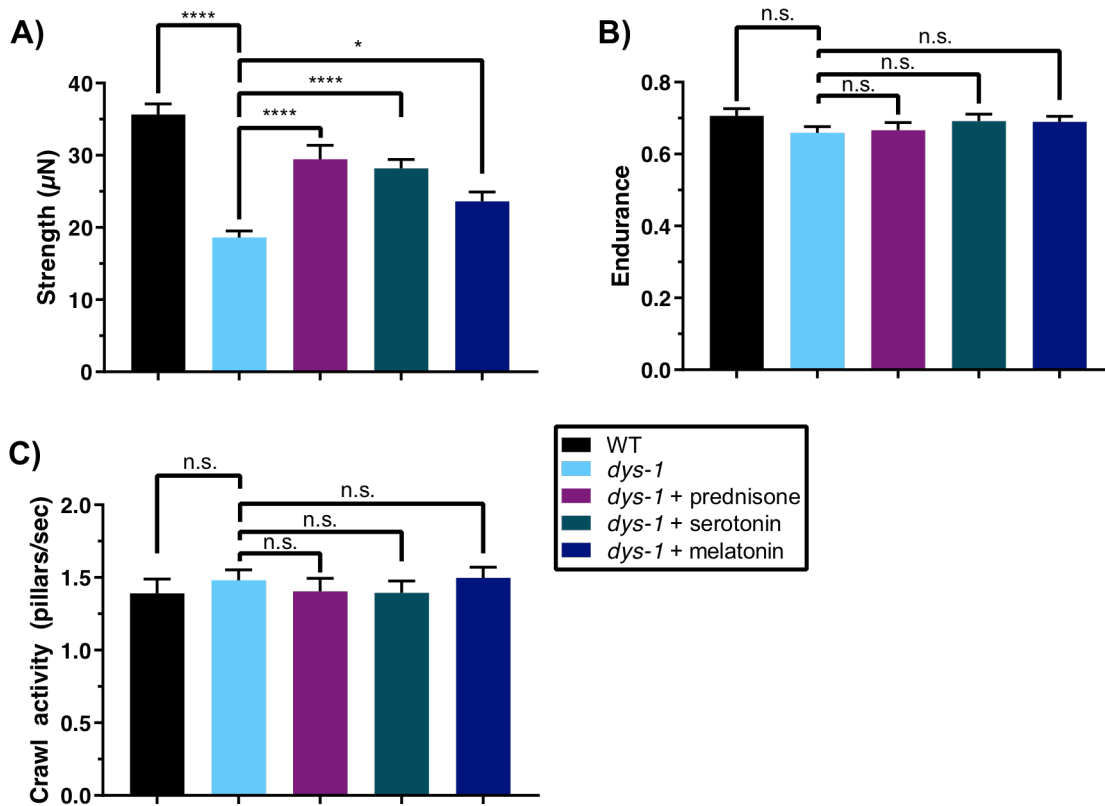 A)
****
*
****
****
40
30
20
10
0
Strength (µN)
B)
n.s.
n.s.
n.s.
n.s.
0.8
0.6
0.4
0.2
0.0
Endurance
C)
n.s.
n.s.
n.s.
n.s.
2.0
1.5
1.0
0.5
0.0
Crawl activity (pillars/sec)
WT
dys-1
dys-1 + prednisone
dys-1 + serotonin
dys-1 + melatonin